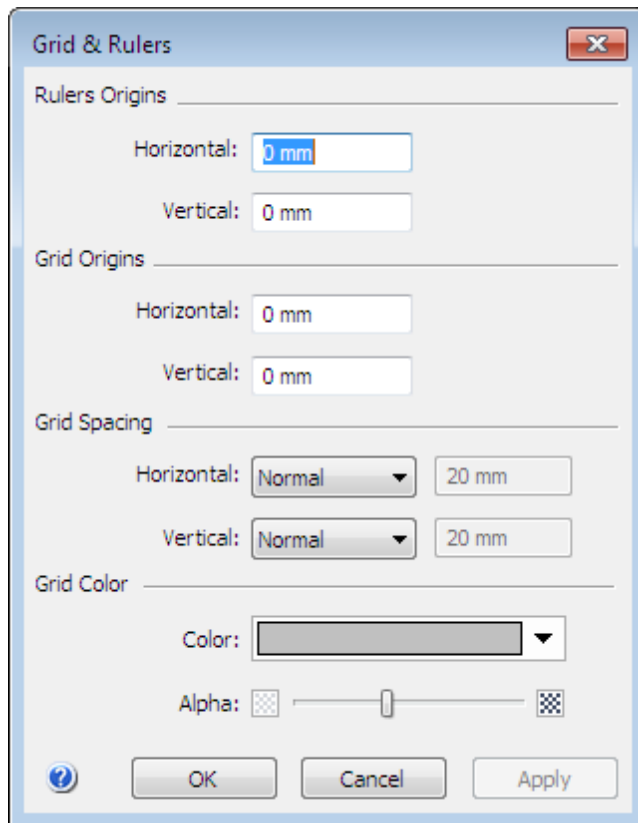 Grid & Rulers
Rulers Origins
Horizontal: 0 mm
Vertical: 0 mm
Grid Origins
Horizontal: 0 mm
Vertical: 0 mm
Grid Spacing
Horizontal: Normal 20 mm
Vertical: Normal 20 mm
Grid Color
Color:
Alpha:
OK Cancel Apply